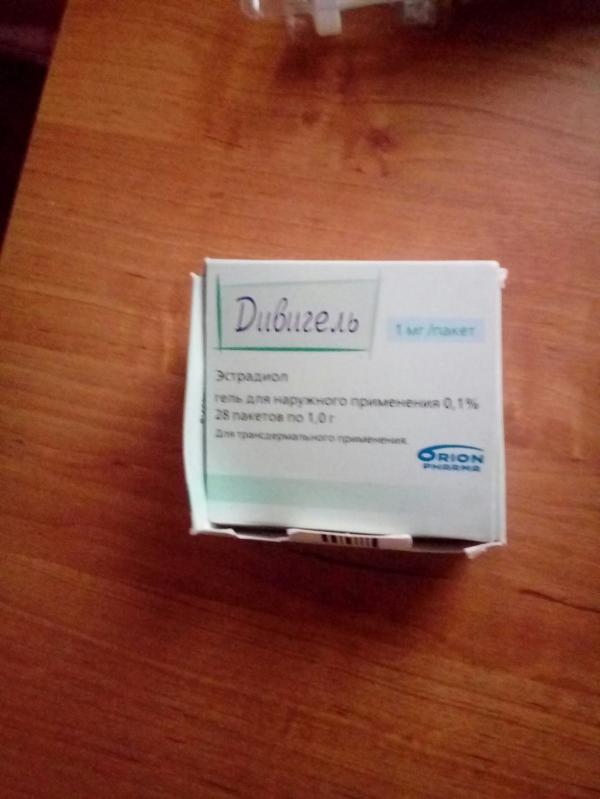 Дивигель
1 мг/пакет
Эстрадиол
гель для наружного применения 0,1%
28 пакетов по 1,0 г
Для трансдермального применения.
ORION
PHARMA